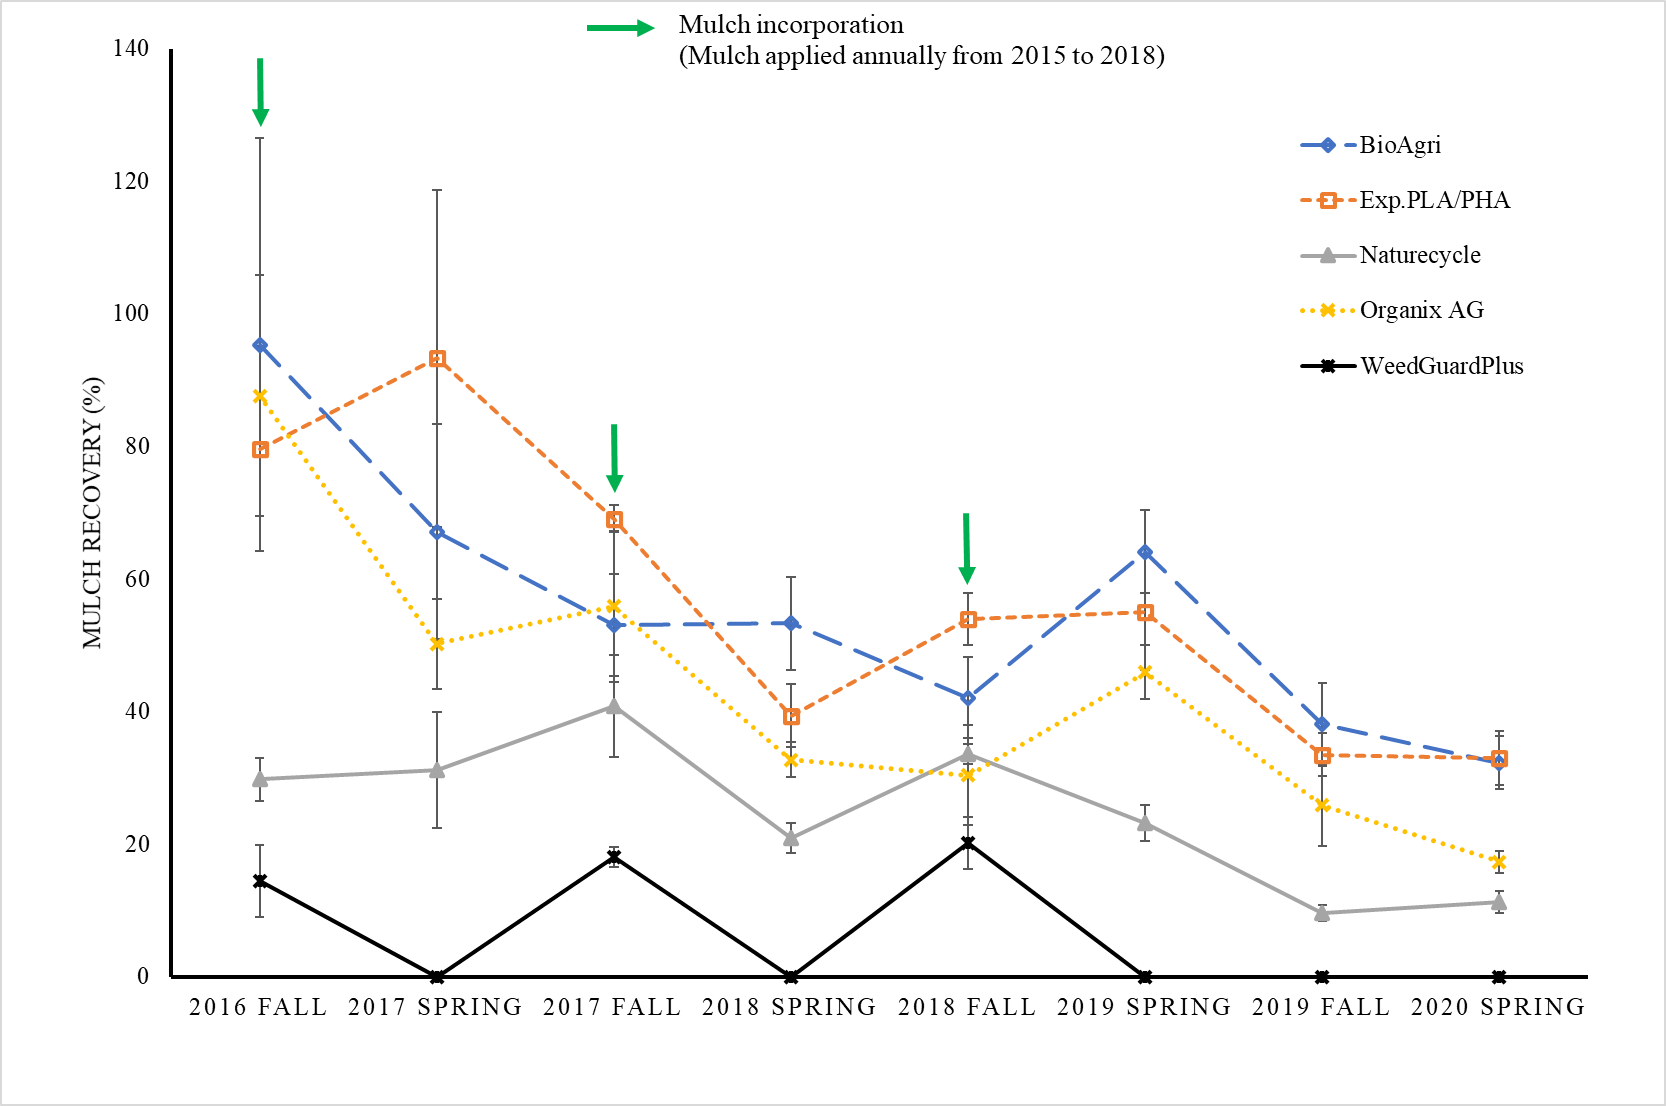 Mulch incorporation
(Mulch applied annually from 2015 to 2018)
140
120
100
80
60
40
20
0
MULCH RECOVERY (%)
BioAgri
Exp.PLA/PHA
Naturecycle
Organix AG
WeedGuardPlus
2016 FALL 2017 SPRING 2017 FALL 2018 SPRING 2018 FALL 2019 SPRING 2019 FALL 2020 SPRING